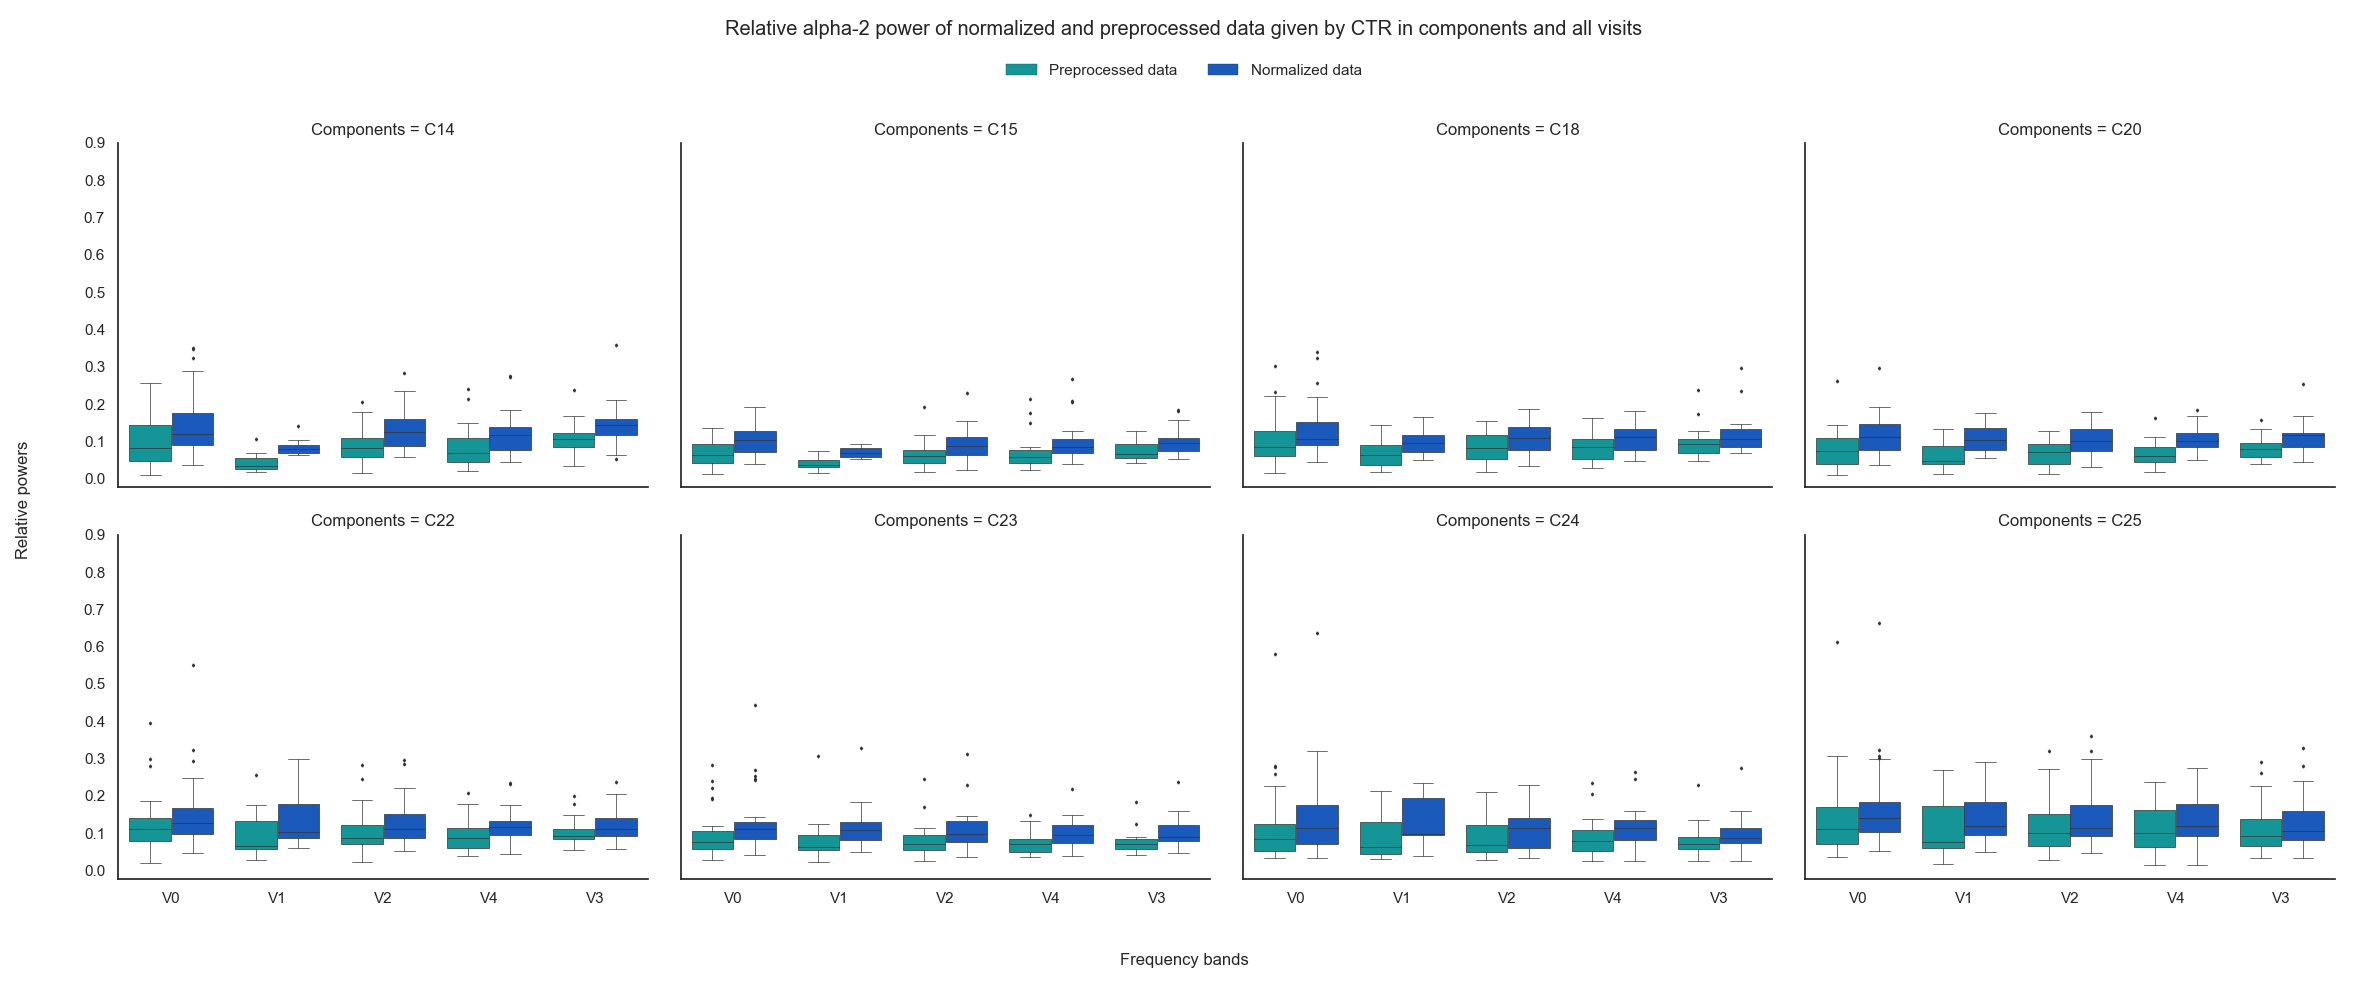 Relative alpha-2 power of normalized and preprocessed data given by CTR in components and all visits
Preprocessed data Normalized data
Components = C14 Components = C15 Components = C18 Components = C20
0.9
0.8
0.7
0.6
0.5
0.4
0.3
0.2
0.1
0.0
Relative powers
Components = C22 Components = C23 Components = C24 Components = C25
0.9
0.8
0.7
0.6
0.5
0.4
0.3
0.2
0.1
0.0
V0 V1 V2 V4 V3 V0 V1 V2 V4 V3 V0 V1 V2 V4 V3 V0 V1 V2 V4 V3
Frequency bands